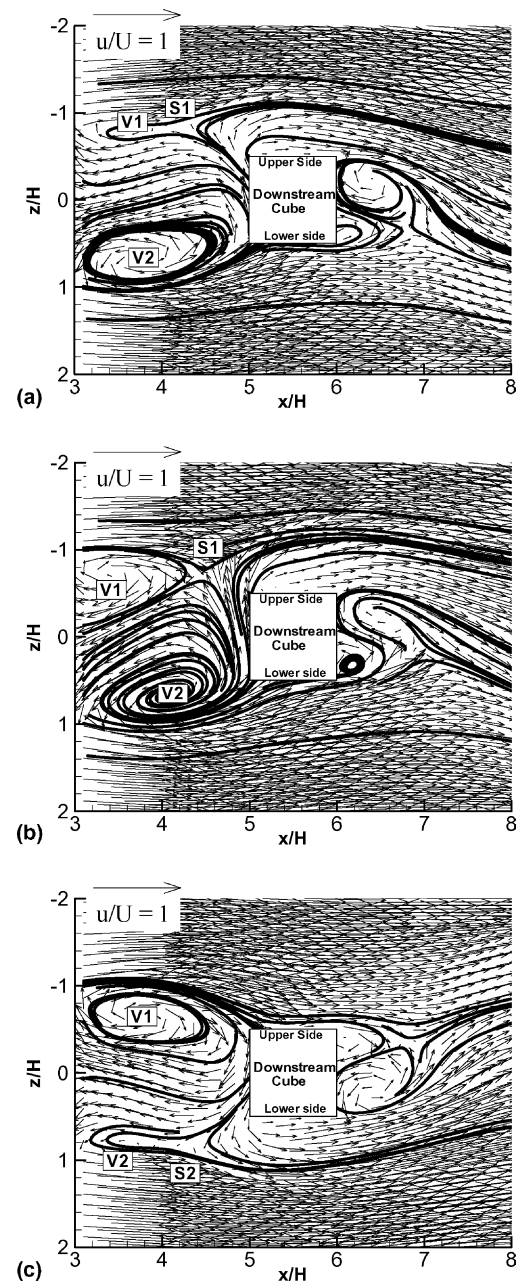 -2
u/U = 1
-1
S1
V1
Upper Side
z/H
0
Downstream
Cube
Lower side
V2
1
2
(a)
3 4 5 6 7 8
x/H
-2
u/U = 1
-1
S1
V1
Upper Side
z/H
0
Downstream
Cube
Lower side
V2
1
2
(b)
3 4 5 6 7 8
x/H
-2
u/U = 1
-1
V1
Upper Side
z/H
0
Downstream
Cube
Lower side
V2
1
S2
2
(c)
3 4 5 6 7 8
x/H